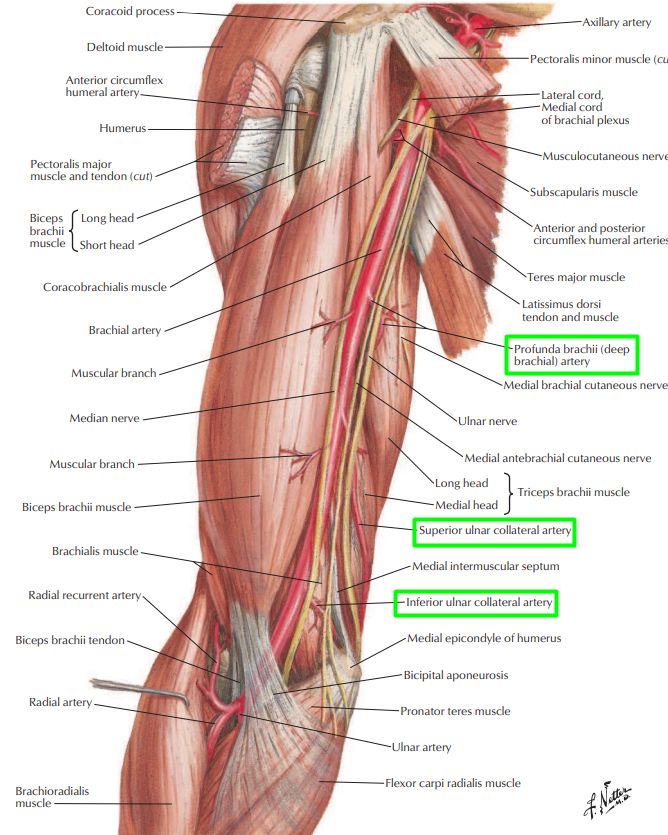 Coracoid process
Deltoid muscle
Anterior circumflex
humeral artery
Humerus
Pectoralis major
muscle and tendon (cut)
Biceps
brachii
muscle
Long head
Short head
Coracobrachialis muscle
Brachial artery
Muscular branch
Median nerve
Muscular branch
Biceps brachii muscle
Brachialis muscle
Radial recurrent artery
Biceps brachii tendon
Radial artery
Brachioradialis
muscle
Axillary artery
Pectoralis minor muscle (cu
Lateral cord,
Medial cord
of brachial plexus
Musculocutaneous nerve
Subscapularis muscle
Anterior and posterior
circumflex humeral arteries
Teres major muscle
Latissimus dorsi
tendon and muscle
Profunda brachii (deep
brachial) artery
Medial brachial cutaneous nerve
Ulnar nerve
Medial antebrachial cutaneous nerve
Long head
Medial head
Triceps brachii muscle
Superior ulnar collateral artery
Medial intermuscular septum
Inferior ulnar collateral artery
Medial epicondyle of humerus
Bicipital aponeurosis
Pronator teres muscle
Ulnar artery
Flexor carpi radialis muscle
F. Netter
M.D.